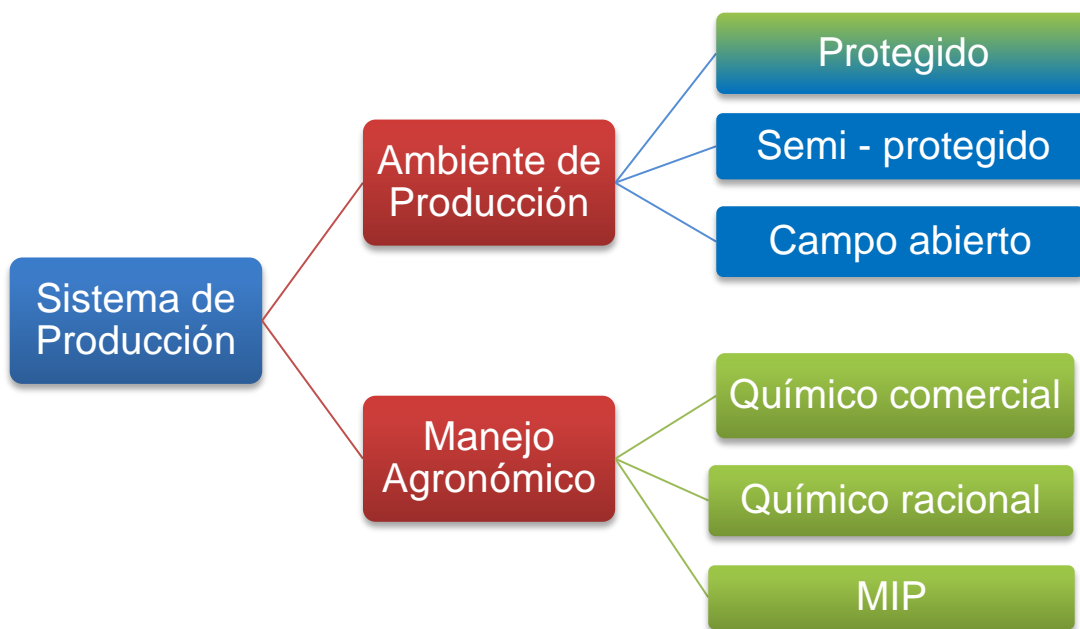 Sistema de
Producción
Ambiente de
Producción
Protegido
Semi - protegido
Campo abierto
Manejo
Agronómico
Químico comercial
Químico racional
MIP